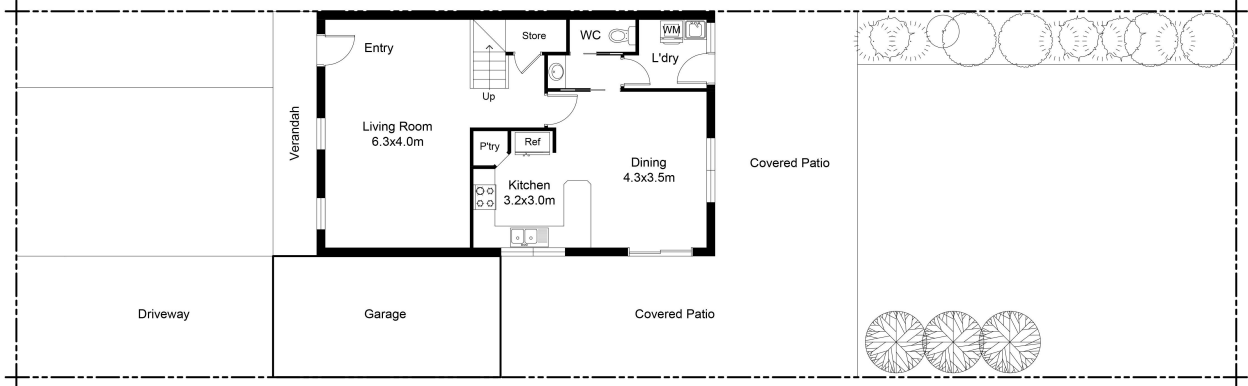 Entry
Store
WC
WM
L'dry
Up
Verandah
Living Room
6.3x4.0m
P'try
Ref
Kitchen
3.2x3.0m
Dining
4.3x3.5m
Covered Patio
Driveway
Garage
Covered Patio